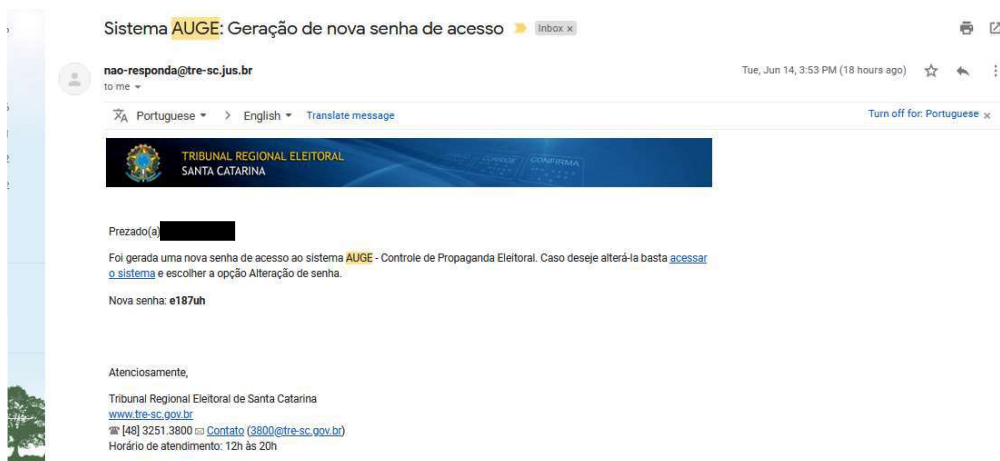 Sistema AUGE: Geração de nova senha de acesso Inbox x
nao-responda@tre-sc.jus.br Tue, Jun 14, 3:53 PM (18 hours ago)
to me
Portuguese > English Translate message Turn off for: Portuguese x
TRIBUNAL REGIONAL ELEITORAL
SANTA CATARINA
CONFIRMA
Prezado(a)
Foi gerada uma nova senha de acesso ao sistema AUGE - Controle de Propaganda Eleitoral. Caso deseje alterá-la basta acessar
o sistema e escolher a opção Alteração de senha.
Nova senha: e187uh
Atenciosamente,
Tribunal Regional Eleitoral de Santa Catarina
www.tre-sc.gov.br
☎ [48] 3251.3800 ✉ Contato (3800@tre-sc.gov.br)
Horário de atendimento: 12h às 20h